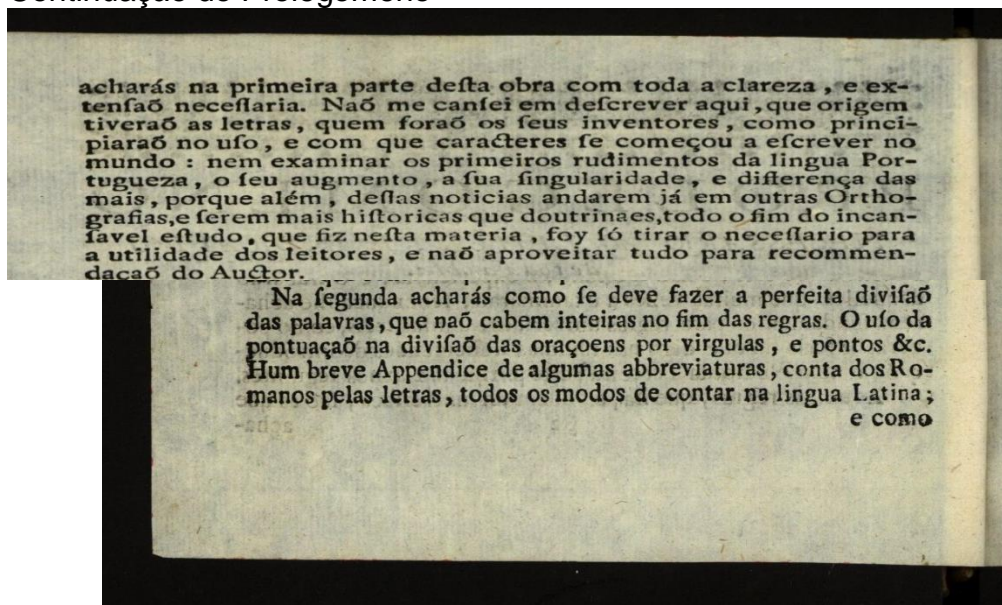 Continuação do Prolegômeno
acharás na primeira parte deſta obra com toda a clareza , e ex-
tenſaõ neceſſaria. Naõ me canſei em deſcrever aqui , que origem
tiveraõ as letras , quem foraõ os ſeus inventores , como princi-
piaraõ no uſo , e com que caracteres ſe começou a eſcrever no
mundo : nem examinar os primeiros rudimentos da lingua Por-
tugueza , o ſeu augmento , a ſua ſingularidade , e differença das
mais , porque além , deſſas noticias andarem já em outras Ortho-
grafias,e ſerem mais hiſtoricas que doutrinaes,todo o fim do incan-
ſavel eſtudo, que fiz neſta materia , foy ſó tirar o neceſſario para
a utilidade dos leitores , e naõ aproveitar tudo para recommen-
daçaõ do Auctor.
Na ſegunda acharás como ſe deve fazer a perfeita diviſaõ
das palavras , que naõ cabem inteiras no fim das regras. O uſo da
pontuaçaõ na diviſaõ das oraçoens por virgulas , e pontos &c.
Hum breve Appendice de algumas abbreviaturas , conta dos Ro-
manos pelas letras , todos os modos de contar na lingua Latina ;
e como